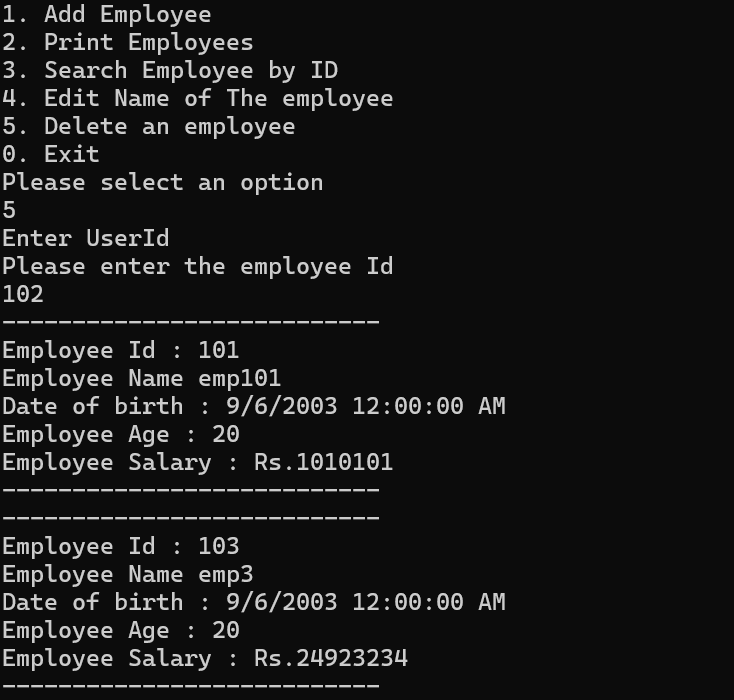 1. Add Employee
2. Print Employees
3. Search Employee by ID
4. Edit Name of The employee
5. Delete an employee
0. Exit
Please select an option
5
Enter UserId
Please enter the employee Id
102
---------------------------
Employee Id : 101
Employee Name emp101
Date of birth : 9/6/2003 12:00:00 AM
Employee Age : 20
Employee Salary : Rs.1010101
---------------------------
---------------------------
Employee Id : 103
Employee Name emp3
Date of birth : 9/6/2003 12:00:00 AM
Employee Age : 20
Employee Salary : Rs.24923234
---------------------------